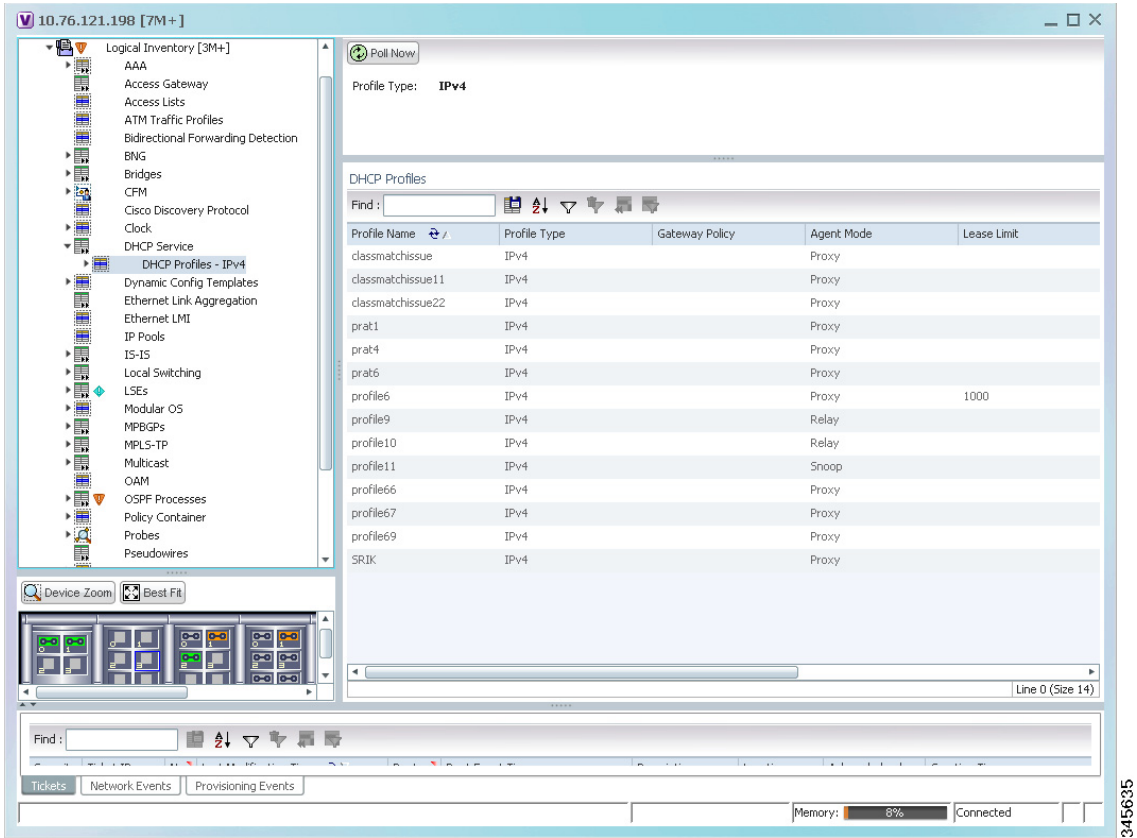 10.76.121.198 [7M+]
Logical Inventory [3M+]
AAA
Access Gateway
Access Lists
ATM Traffic Profiles
Bidirectional Forwarding Detection
BNG
Bridges
CFM
Cisco Discovery Protocol
Clock
DHCP Service
DHCP Profiles - IPv4
Dynamic Config Templates
Ethernet Link Aggregation
Ethernet LMI
IP Pools
IS-IS
Local Switching
LSEs
Modular OS
MPBGPs
MPLS-TP
Multicast
OAM
OSPF Processes
Policy Container
Probes
Pseudowires
Device Zoom Best Fit
Poll Now
Profile Type: IPv4
DHCP Profiles
Find :
Profile Name Profile Type Gateway Policy Agent Mode Lease Limit
classmatchissue IPv4 Proxy
classmatchissue11 IPv4 Proxy
classmatchissue22 IPv4 Proxy
prat1 IPv4 Proxy
prat4 IPv4 Proxy
prat6 IPv4 Proxy
profile6 IPv4 Proxy 1000
profile9 IPv4 Relay
profile10 IPv4 Relay
profile11 IPv4 Snoop
profile66 IPv4 Proxy
profile67 IPv4 Proxy
profile69 IPv4 Proxy
SRIK IPv4 Proxy
Line 0 (Size 14)
Find :
Tickets Network Events Provisioning Events
Memory: 8% Connected
345635